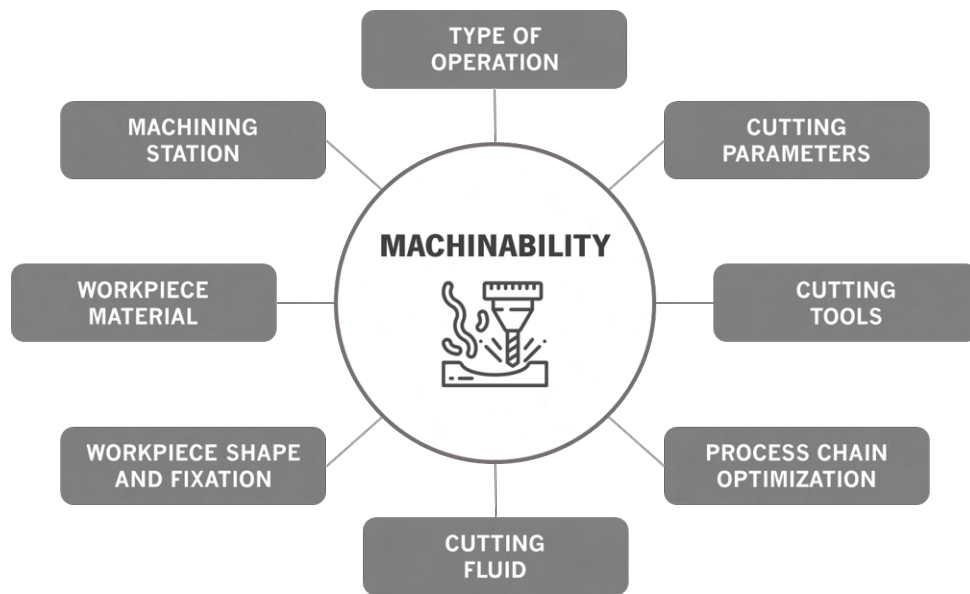 TYPE OF
OPERATION
MACHINING
STATION
CUTTING
PARAMETERS
MACHINABILITY
WORKPIECE
MATERIAL
CUTTING
TOOLS
WORKPIECE SHAPE
AND FIXATION
PROCESS CHAIN
OPTIMIZATION
CUTTING
FLUID